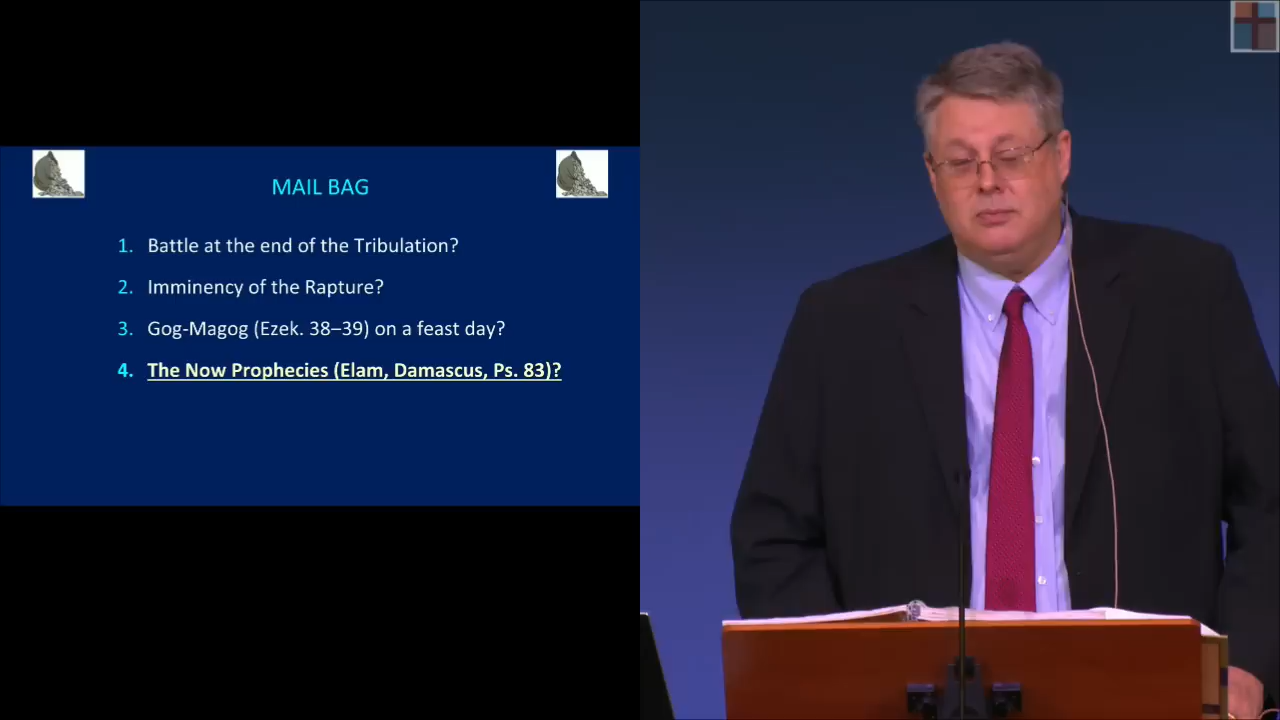 MAIL BAG
1. Battle at the end of the Tribulation?
2. Imminency of the Rapture?
3. Gog-Magog (Ezek. 38–39) on a feast day?
4. The Now Prophecies (Elam, Damascus, Ps. 83)?